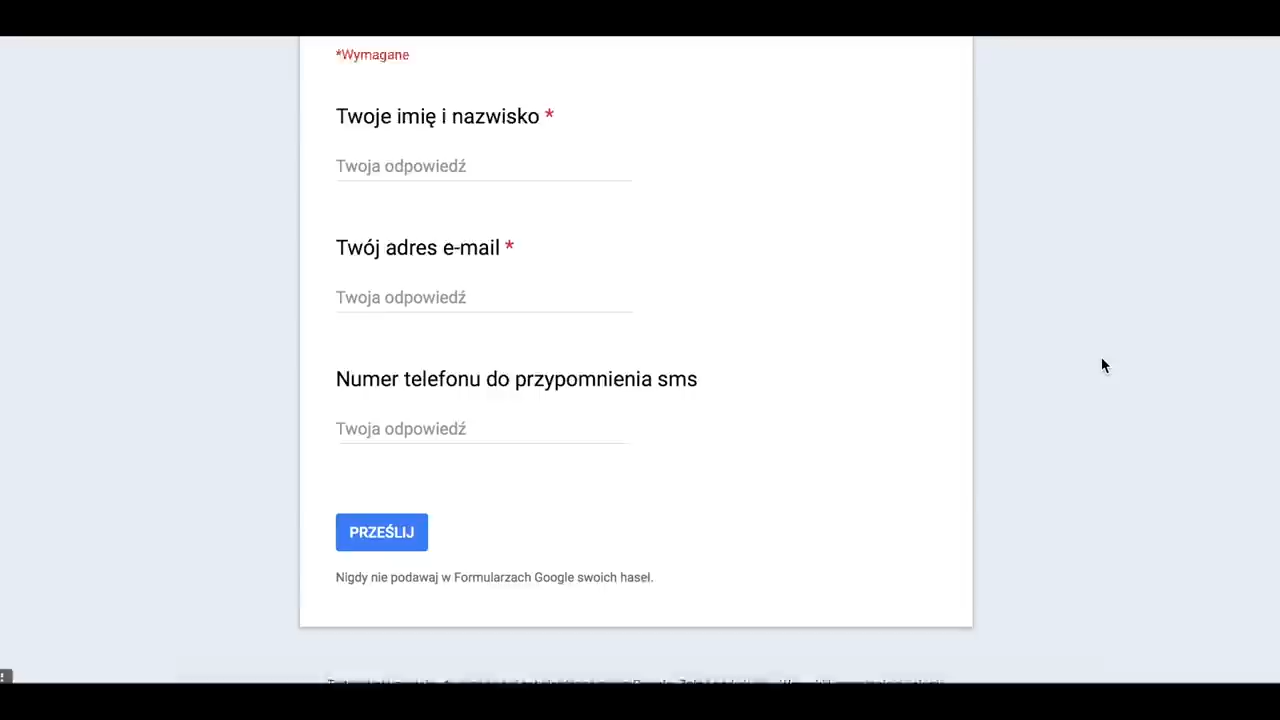 *Wymagane
Twoje imię i nazwisko *
Twoja odpowiedź
Twój adres e-mail *
Twoja odpowiedź
Numer telefonu do przypomnienia sms
Twoja odpowiedź
PRZEŚLIJ
Nigdy nie podawaj w Formularzach Google swoich haseł.